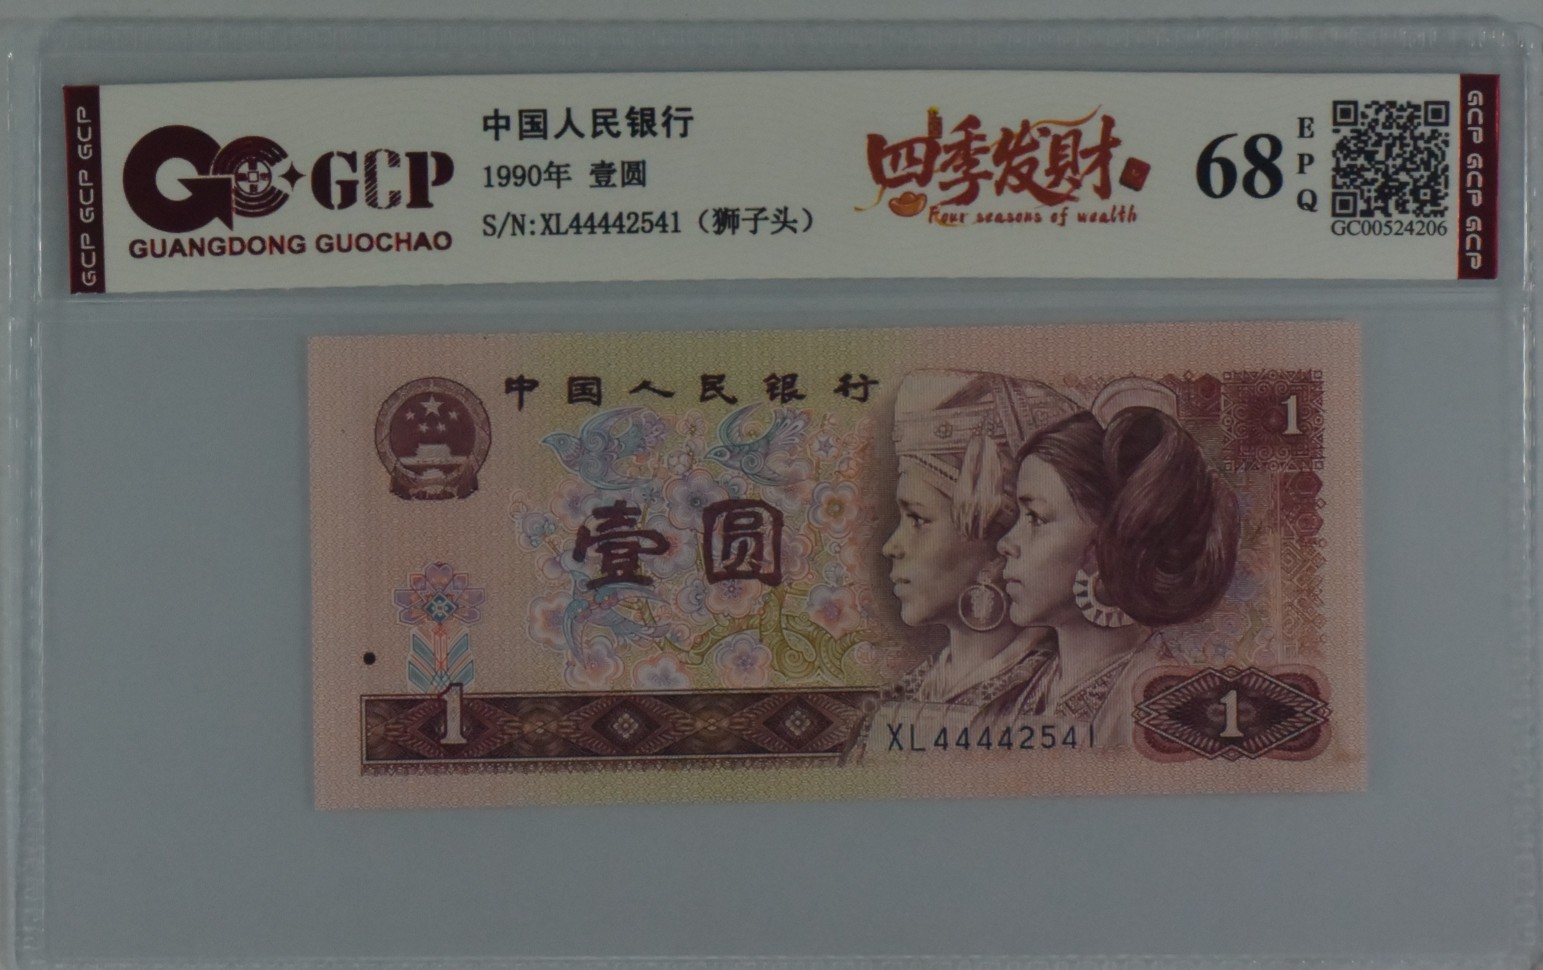 GCP GCP GCP
GCP
GUANGDONG GUOCHAO
中国人民银行
1990年 壹圆
S/N:XL44442541（狮子头）
四季发财
Four seasons of wealth
68
EPQ
GC00524206
GCP GCP GCP
中国人民银行
1
壹圆
1
XL44442541
1